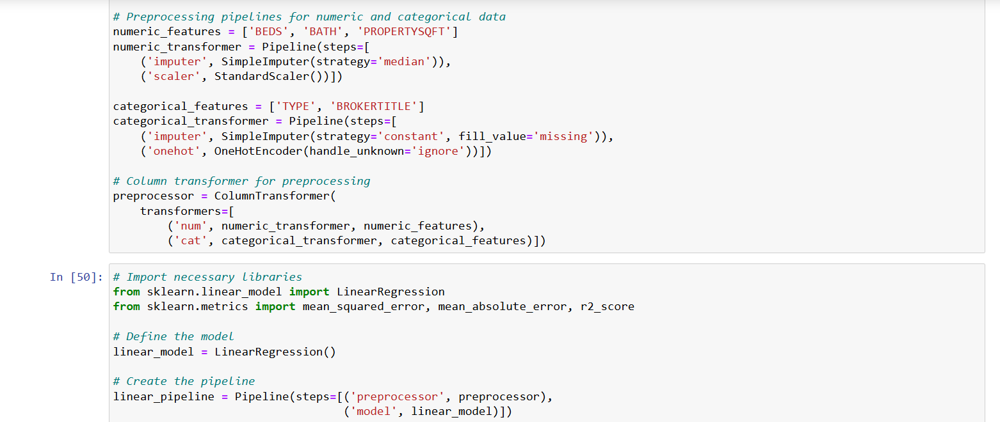 # Preprocessing pipelines for numeric and categorical data
numeric_features = ['BEDS', 'BATH', 'PROPERTYSQFT']
numeric_transformer = Pipeline(steps=[
    ('imputer', SimpleImputer(strategy='median')),
    ('scaler', StandardScaler())])

categorical_features = ['TYPE', 'BROKERTITLE']
categorical_transformer = Pipeline(steps=[
    ('imputer', SimpleImputer(strategy='constant', fill_value='missing')),
    ('onehot', OneHotEncoder(handle_unknown='ignore'))])

# Column transformer for preprocessing
preprocessor = ColumnTransformer(
    transformers=[
        ('num', numeric_transformer, numeric_features),
        ('cat', categorical_transformer, categorical_features)])

In [50]: # Import necessary libraries
from sklearn.linear_model import LinearRegression
from sklearn.metrics import mean_squared_error, mean_absolute_error, r2_score

# Define the model
linear_model = LinearRegression()

# Create the pipeline
linear_pipeline = Pipeline(steps=[('preprocessor', preprocessor),
                                  ('model', linear_model)])